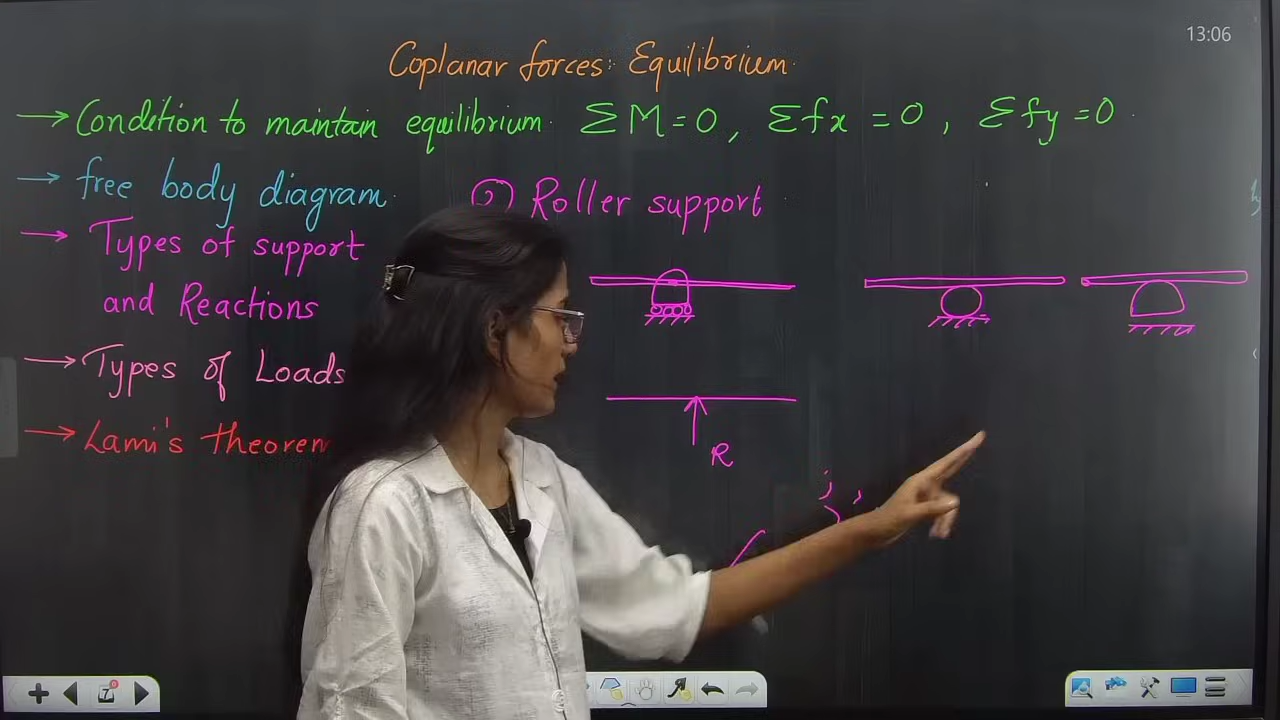 13:06
Coplanar forces: Equilibrium
→ Condition to maintain equilibrium. ΣM=0, Σfx=0, Σfy=0
→ free body diagram.
② Roller support
→ Types of support
and Reactions
→ Types of Loads
R
→ Lami's theorem